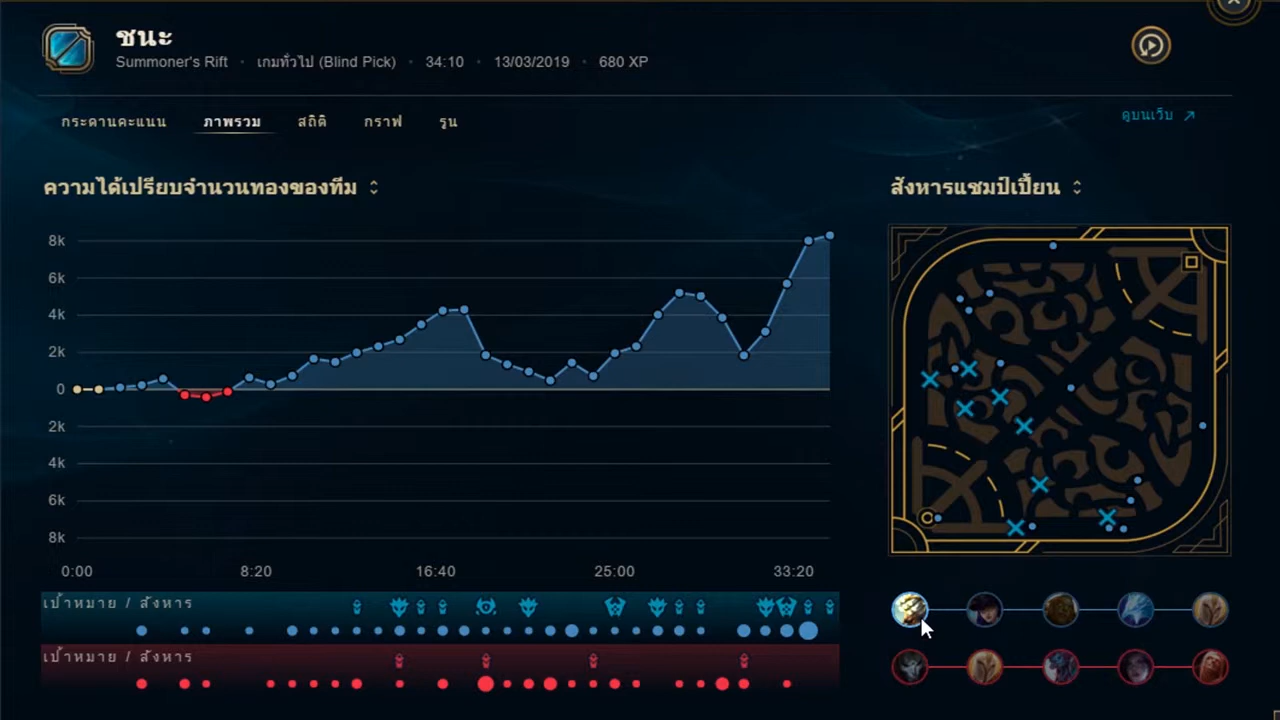 ชนะ
Summoner's Rift • เกมทั่วไป (Blind Pick) • 34:10 • 13/03/2019 • 680 XP
กระดานคะแนน ภาพรวม สถิติ กราฟ รูน
ดูบนเว็บ
ความได้เปรียบจำนวนทองของทีม
สังหารแชมป์เปี้ยน
8k
6k
4k
2k
0
2k
4k
6k
8k
0:00 8:20 16:40 25:00 33:20
เป้าหมาย / สังหาร
เป้าหมาย / สังหาร